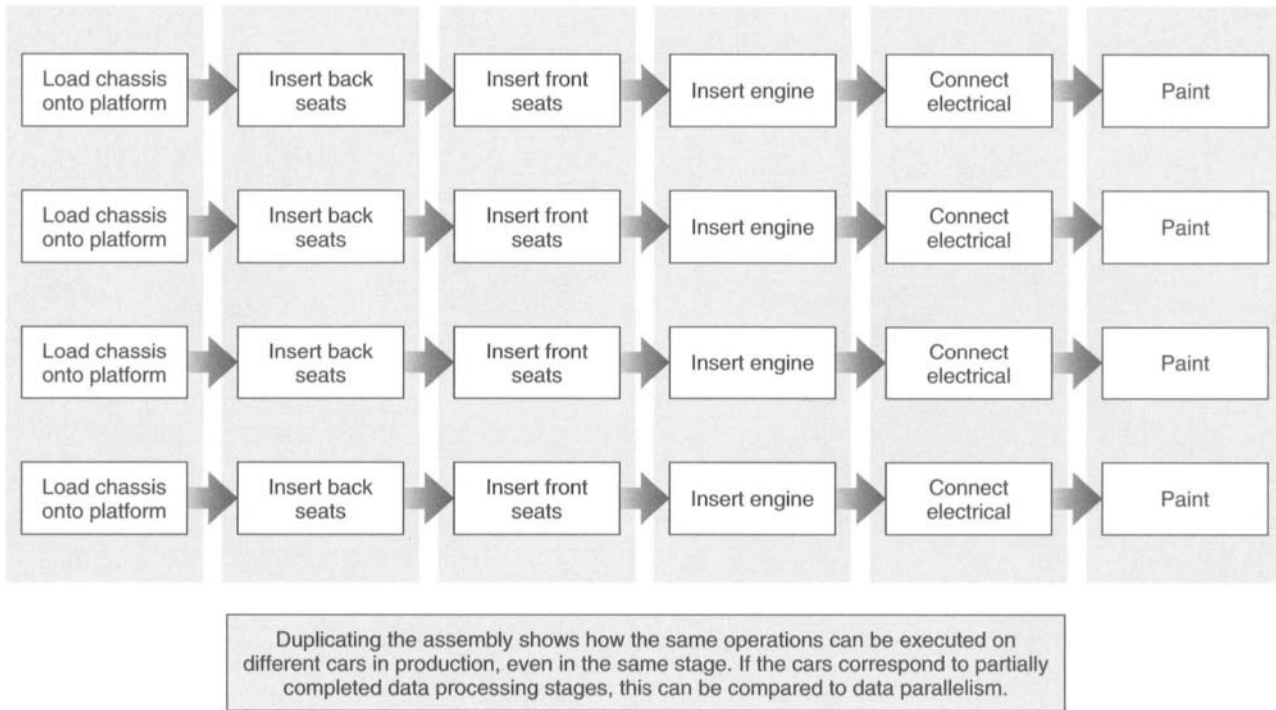 Load chassis
onto platform
Insert back
seats
Insert front
seats
Insert engine
Connect
electrical
Paint
Load chassis
onto platform
Insert back
seats
Insert front
seats
Insert engine
Connect
electrical
Paint
Load chassis
onto platform
Insert back
seats
Insert front
seats
Insert engine
Connect
electrical
Paint
Load chassis
onto platform
Insert back
seats
Insert front
seats
Insert engine
Connect
electrical
Paint
Duplicating the assembly shows how the same operations can be executed on
different cars in production, even in the same stage. If the cars correspond to partially
completed data processing stages, this can be compared to data parallelism.